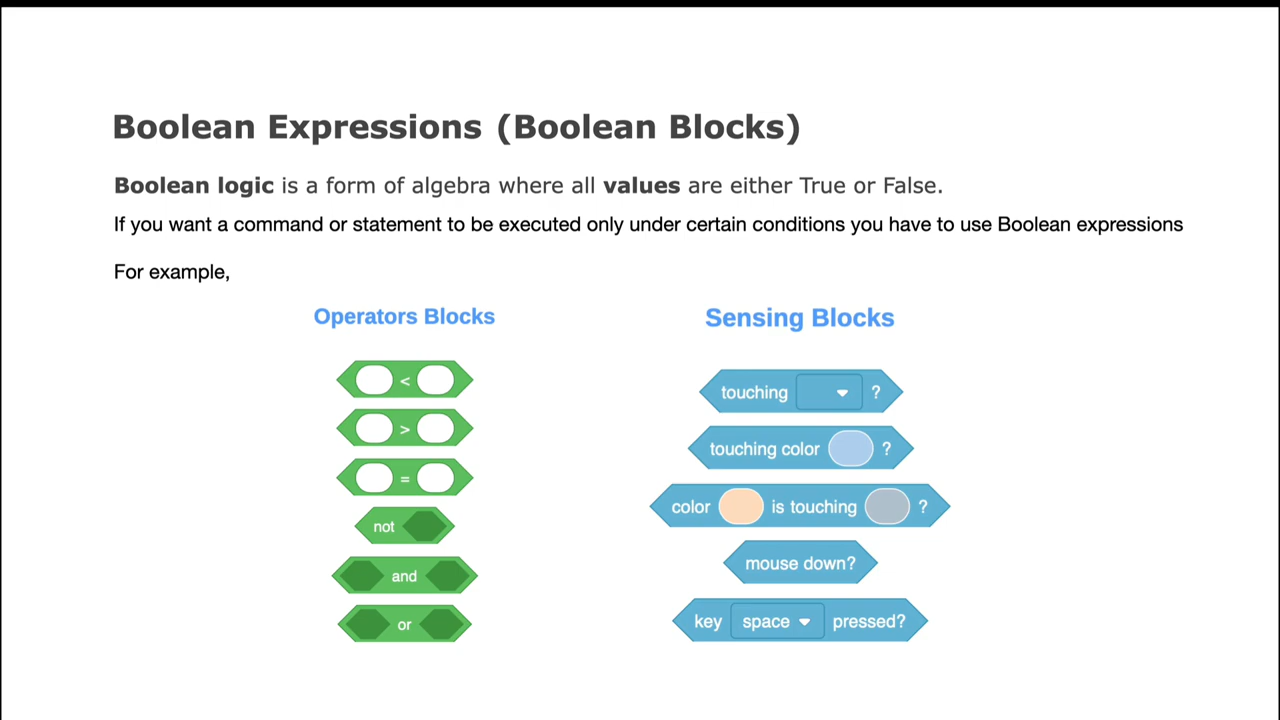 Boolean Expressions (Boolean Blocks)
Boolean logic is a form of algebra where all values are either True or False.
If you want a command or statement to be executed only under certain conditions you have to use Boolean expressions
For example,
Operators Blocks
<
>
=
not
and
or
Sensing Blocks
touching ?
touching color ?
color is touching ?
mouse down?
key space pressed?